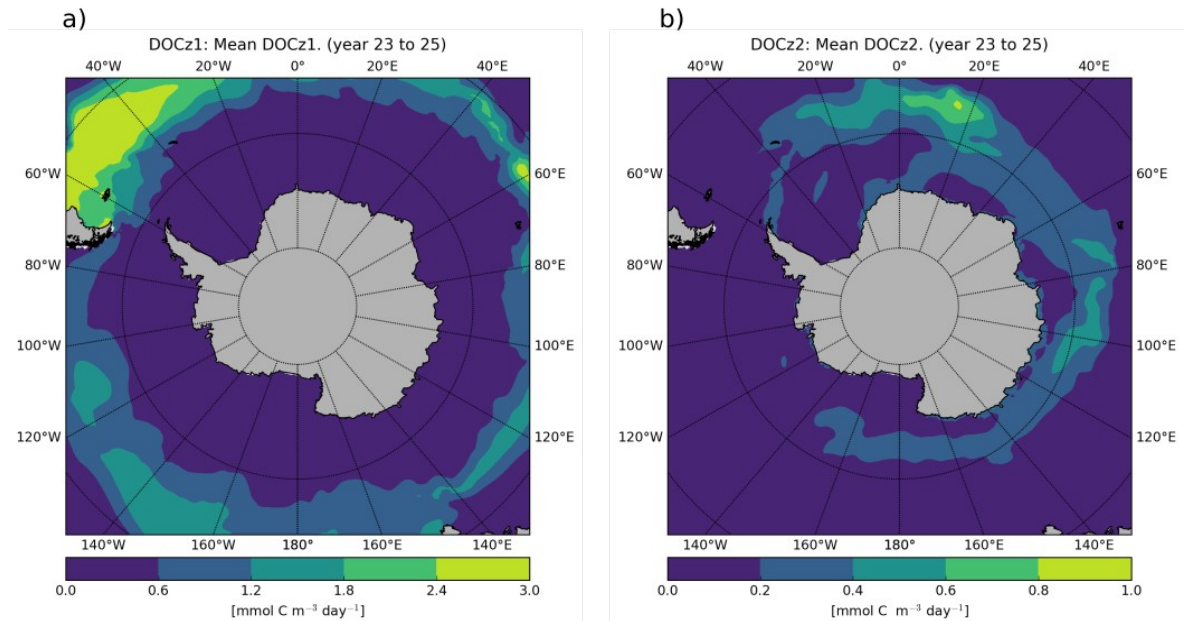 a)
DOCz1: Mean DOCz1. (year 23 to 25)
40°W 20°W 0° 20°E 40°E
60°W 60°E
80°W 80°E
100°W 100°E
120°W 120°E
140°W 160°W 180° 160°E 140°E
0.0 0.6 1.2 1.8 2.4 3.0
[mmol C m⁻³ day⁻¹]
b)
DOCz2: Mean DOCz2. (year 23 to 25)
40°W 20°W 0° 20°E 40°E
60°W 60°E
80°W 80°E
100°W 100°E
120°W 120°E
140°W 160°W 180° 160°E 140°E
0.0 0.2 0.4 0.6 0.8 1.0
[mmol C m⁻³ day⁻¹]